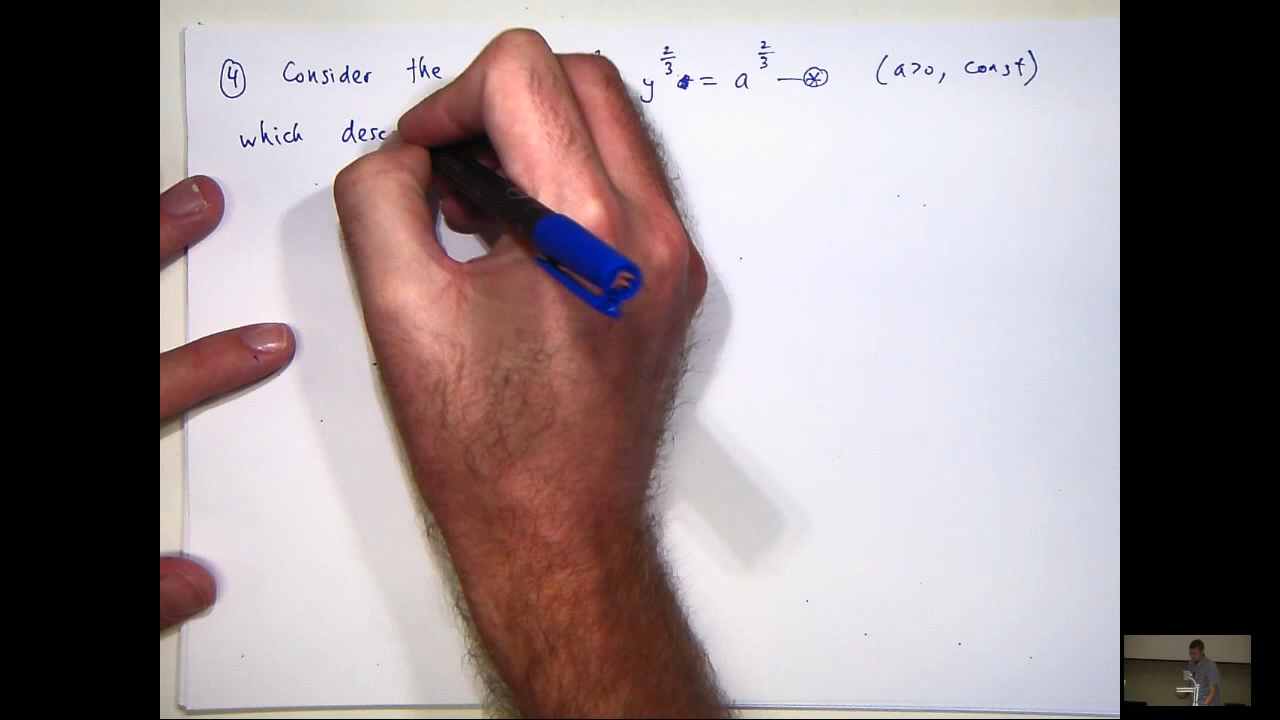 ④ Consider the y^{2/3} = a^{2/3} —⊛ (a>0, const)
which desc